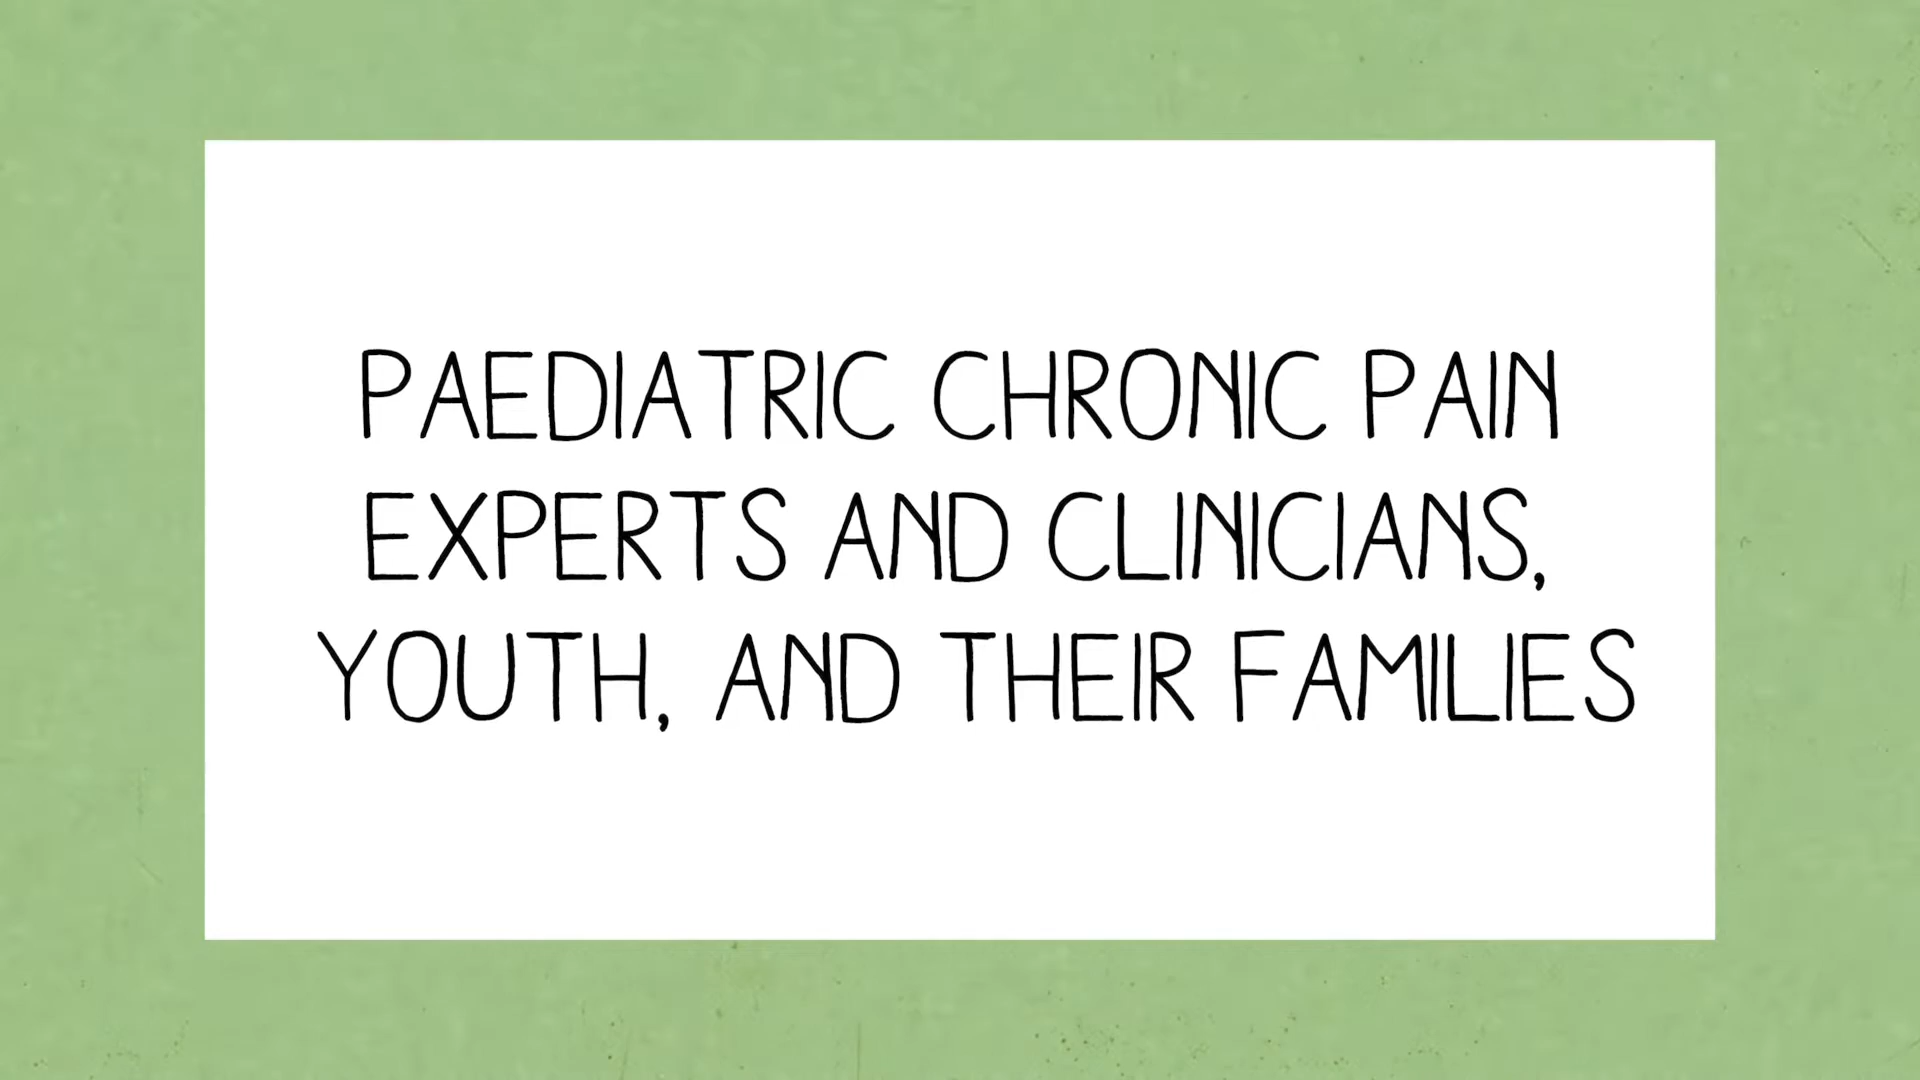 PAEDIATRIC CHRONIC PAIN
EXPERTS AND CLINICIANS,
YOUTH, AND THEIR FAMILIES